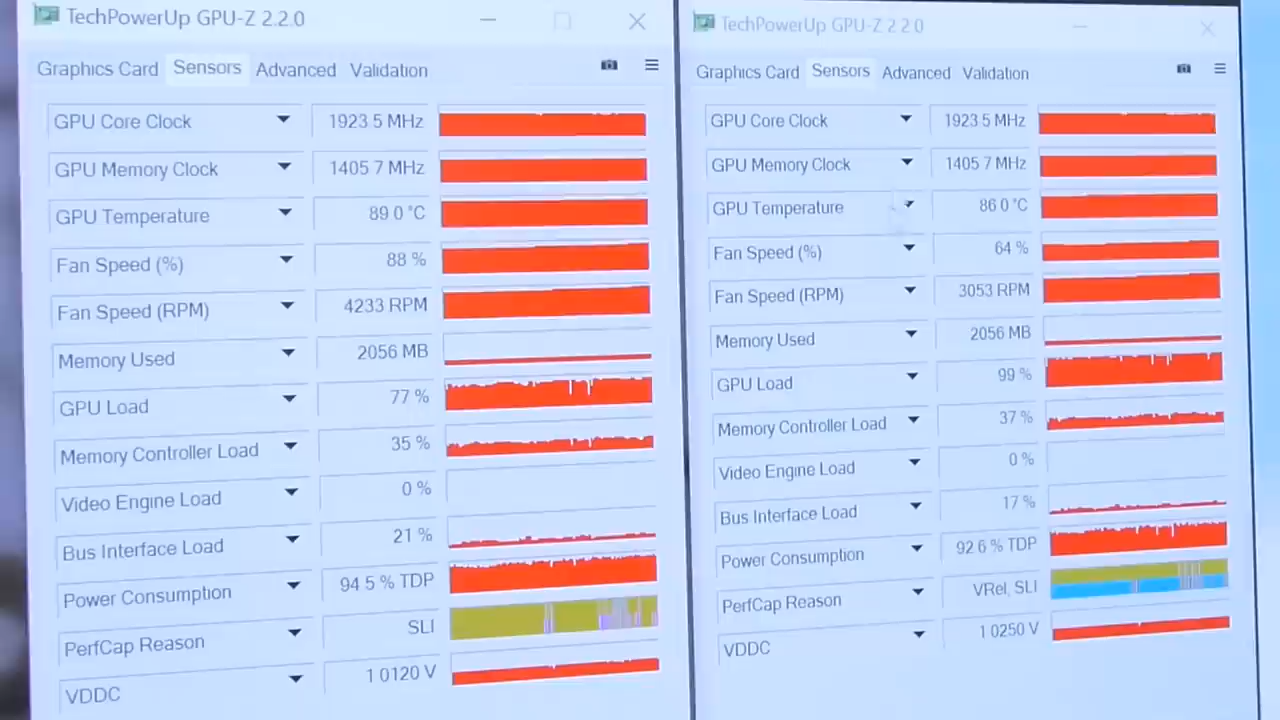 TechPowerUp GPU-Z 2.2.0
Graphics Card Sensors Advanced Validation
GPU Core Clock 1923 5 MHz
GPU Memory Clock 1405 7 MHz
GPU Temperature 89 0 °C
Fan Speed (%) 88 %
Fan Speed (RPM) 4233 RPM
Memory Used 2056 MB
GPU Load 77 %
Memory Controller Load 35 %
Video Engine Load 0 %
Bus Interface Load 21 %
Power Consumption 94 5 % TDP
PerfCap Reason SLI
VDDC 1 0120 V
TechPowerUp GPU-Z 2.2.0
Graphics Card Sensors Advanced Validation
GPU Core Clock 1923 5 MHz
GPU Memory Clock 1405 7 MHz
GPU Temperature 86 0 °C
Fan Speed (%) 64 %
Fan Speed (RPM) 3053 RPM
Memory Used 2056 MB
GPU Load 99 %
Memory Controller Load 37 %
Video Engine Load 0 %
Bus Interface Load 17 %
Power Consumption 92 6 % TDP
PerfCap Reason VRel, SLI
VDDC 1 0250 V